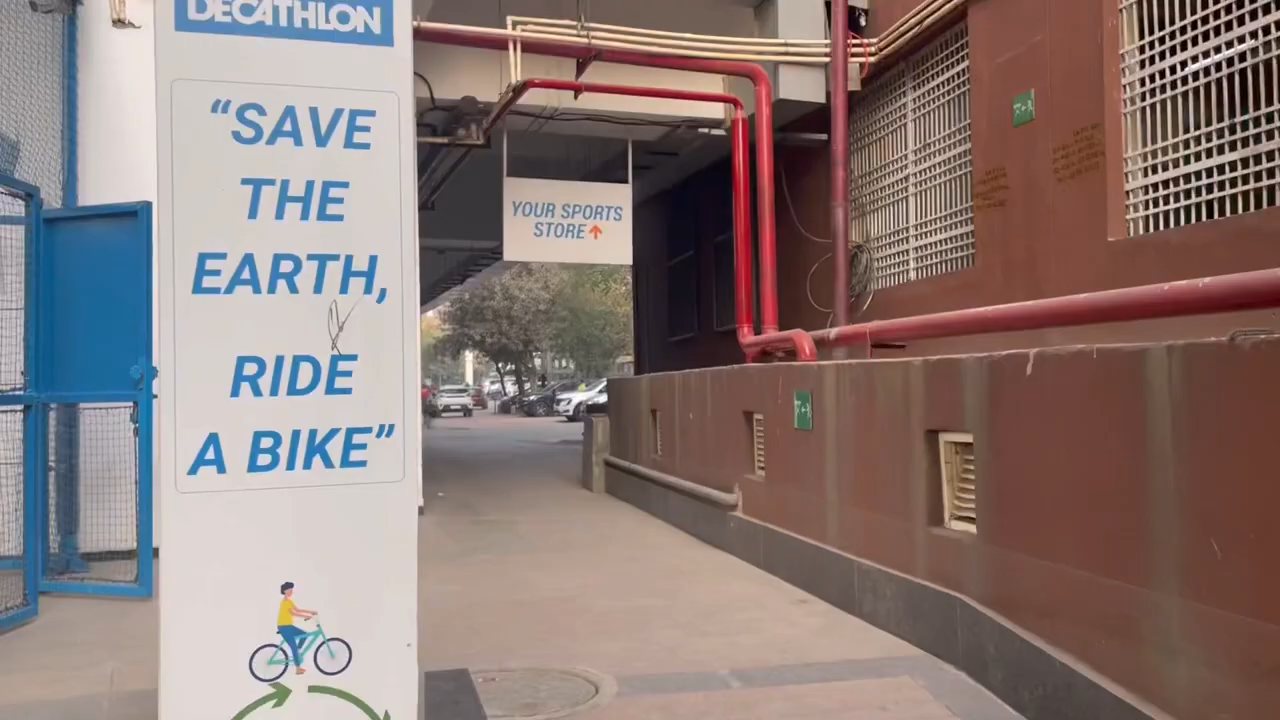 DECATHLON
"SAVE
THE
EARTH,
RIDE
A BIKE"
YOUR SPORTS
STORE